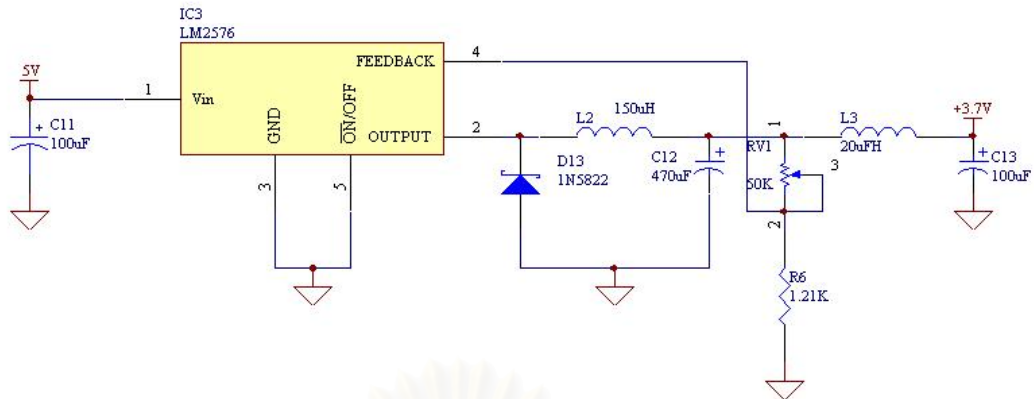 IC3
LM2576
5V
1
Vin
C11
100uF
FEEDBACK
4
GND
ON/OFF
OUTPUT
2
3
5
L2
150uH
D13
1N5822
C12
470uF
1
RV1
50K
3
2
L3
20uFH
+3.7V
C13
100uF
R6
1.21K